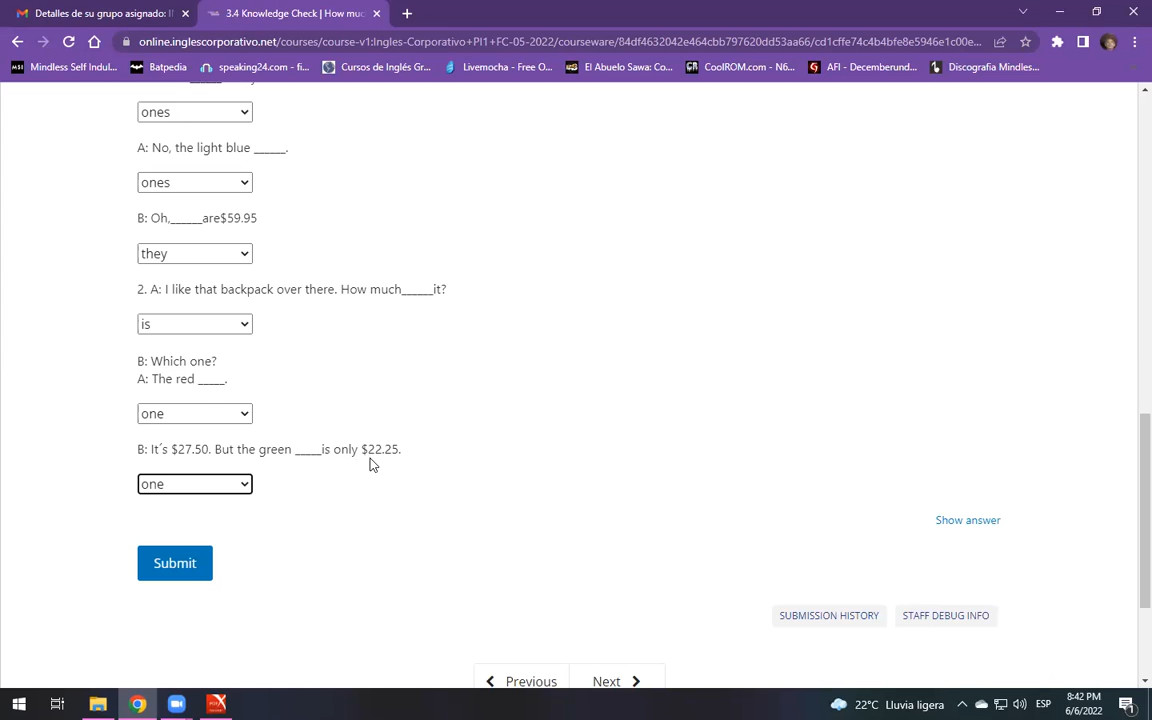 Detalles de su grupo asignado: I
3.4 Knowledge Check | How muc
online.inglescorporativo.net/courses/course-v1:Ingles-Corporativo+PI1+FC-05-2022/courseware/84df4632042e464cbb797620dd53aa66/cd1cffe74c4b4bfe8e5946e1c00e...
Mindless Self Indul...
Batpedia
speaking24.com - fi...
Cursos de Inglés Gr...
Livemocha - Free O...
El Abuelo Sawa: Co...
CoolROM.com - N6...
AFI - Decemberund...
Discografia Mindles...
ones
A: No, the light blue ______.
ones
B: Oh,______are$59.95
they
2. A: I like that backpack over there. How much______it?
is
B: Which one?
A: The red _____.
one
B: It´s $27.50. But the green _____is only $22.25.
one
Show answer
Submit
SUBMISSION HISTORY
STAFF DEBUG INFO
Previous
Next
22°C Lluvia ligera
ESP
8:42 PM
6/6/2022
1